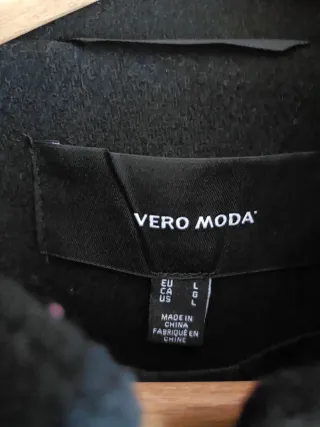 VERO MODA
EU L
CA G
US L
MADE IN
CHINA
FABRIQUÉ EN
CHINE